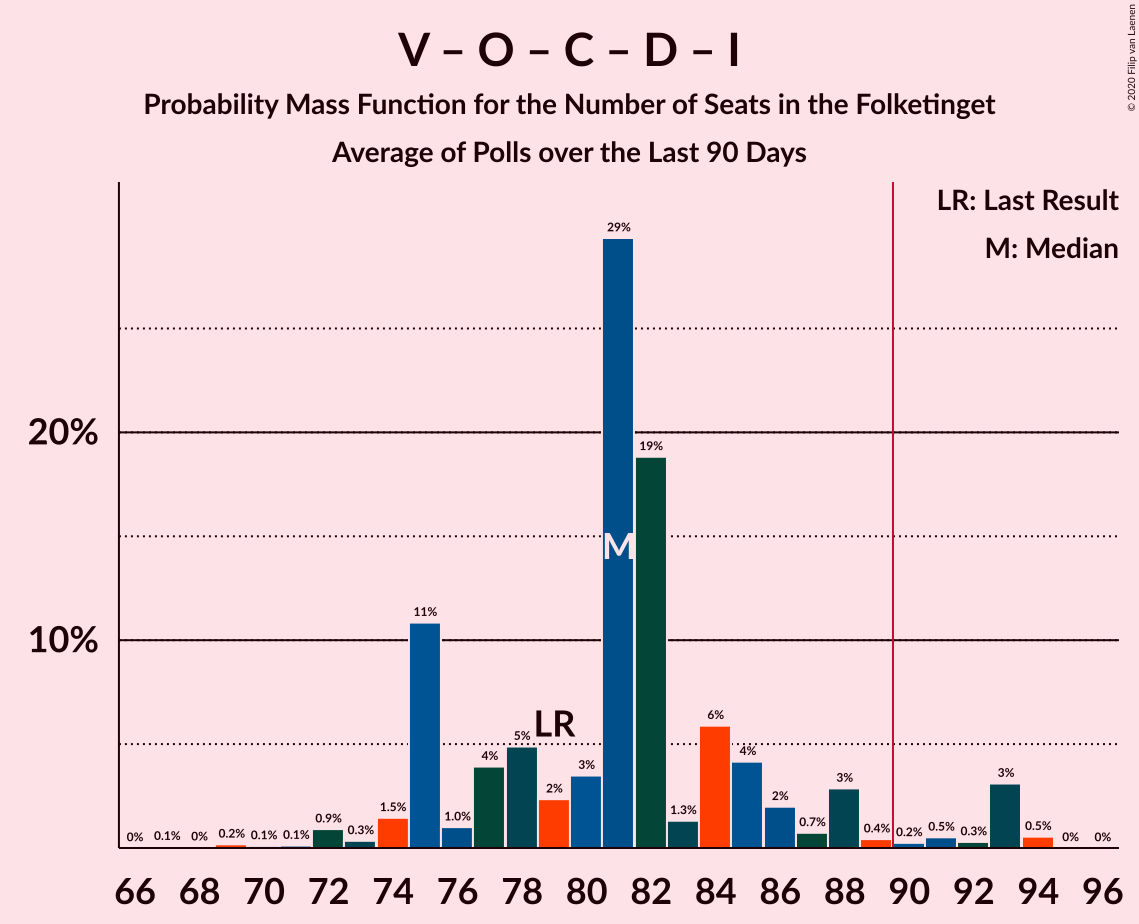 V – O – C – D – I
Probability Mass Function for the Number of Seats in the Folketinget
Average of Polls over the Last 90 Days
© 2020 Filip van Laenen
LR: Last Result
M: Median
20%
10%
0% 0.1% 0% 0.2% 0.1% 0.1% 0.9% 0.3% 1.5% 11% 1.0% 4% 5% 2% 3% 29% 19% 1.3% 6% 4% 2% 0.7% 3% 0.4% 0.2% 0.5% 0.3% 3% 0.5% 0% 0%
LR
M
66 68 70 72 74 76 78 80 82 84 86 88 90 92 94 96